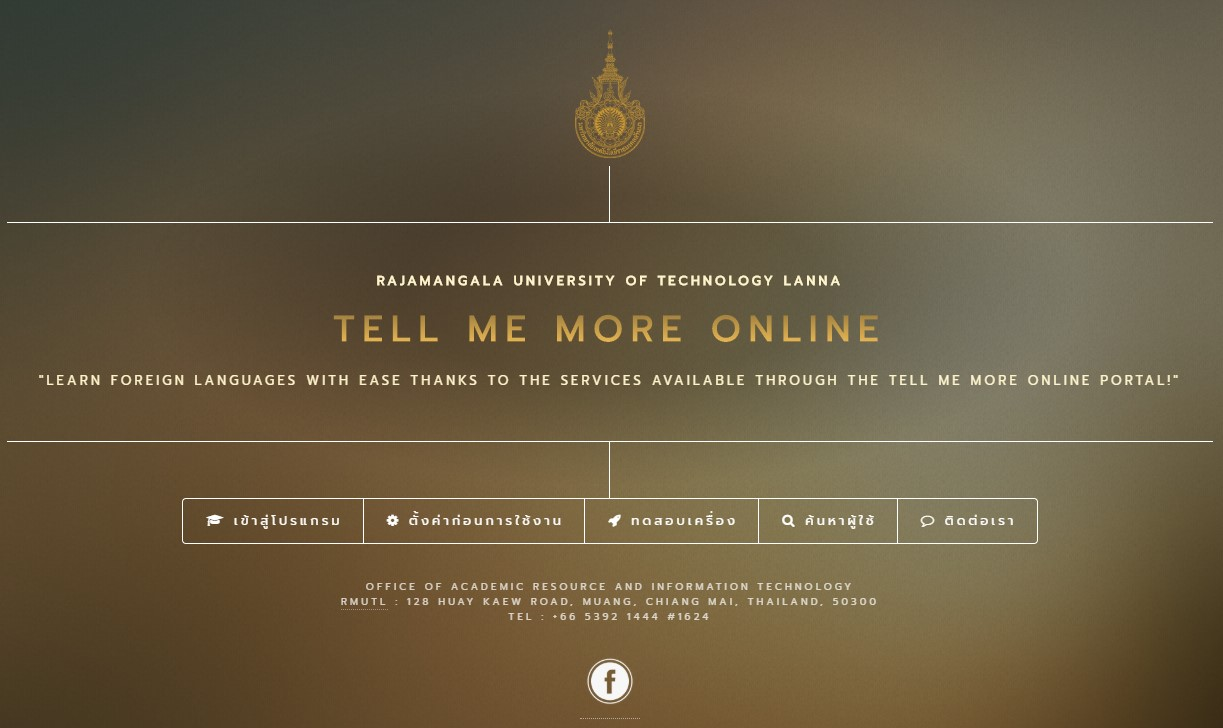 RAJAMANGALA UNIVERSITY OF TECHNOLOGY LANNA
TELL ME MORE ONLINE
"LEARN FOREIGN LANGUAGES WITH EASE THANKS TO THE SERVICES AVAILABLE THROUGH THE TELL ME MORE ONLINE PORTAL!"
เข้าสู่โปรแกรม ตั้งค่าก่อนการใช้งาน ทดสอบเครื่อง ค้นหาผู้ใช้ ติดต่อเรา
OFFICE OF ACADEMIC RESOURCE AND INFORMATION TECHNOLOGY
RMUTL : 128 HUAY KAEW ROAD, MUANG, CHIANG MAI, THAILAND, 50300
TEL : +66 5392 1444 #1624